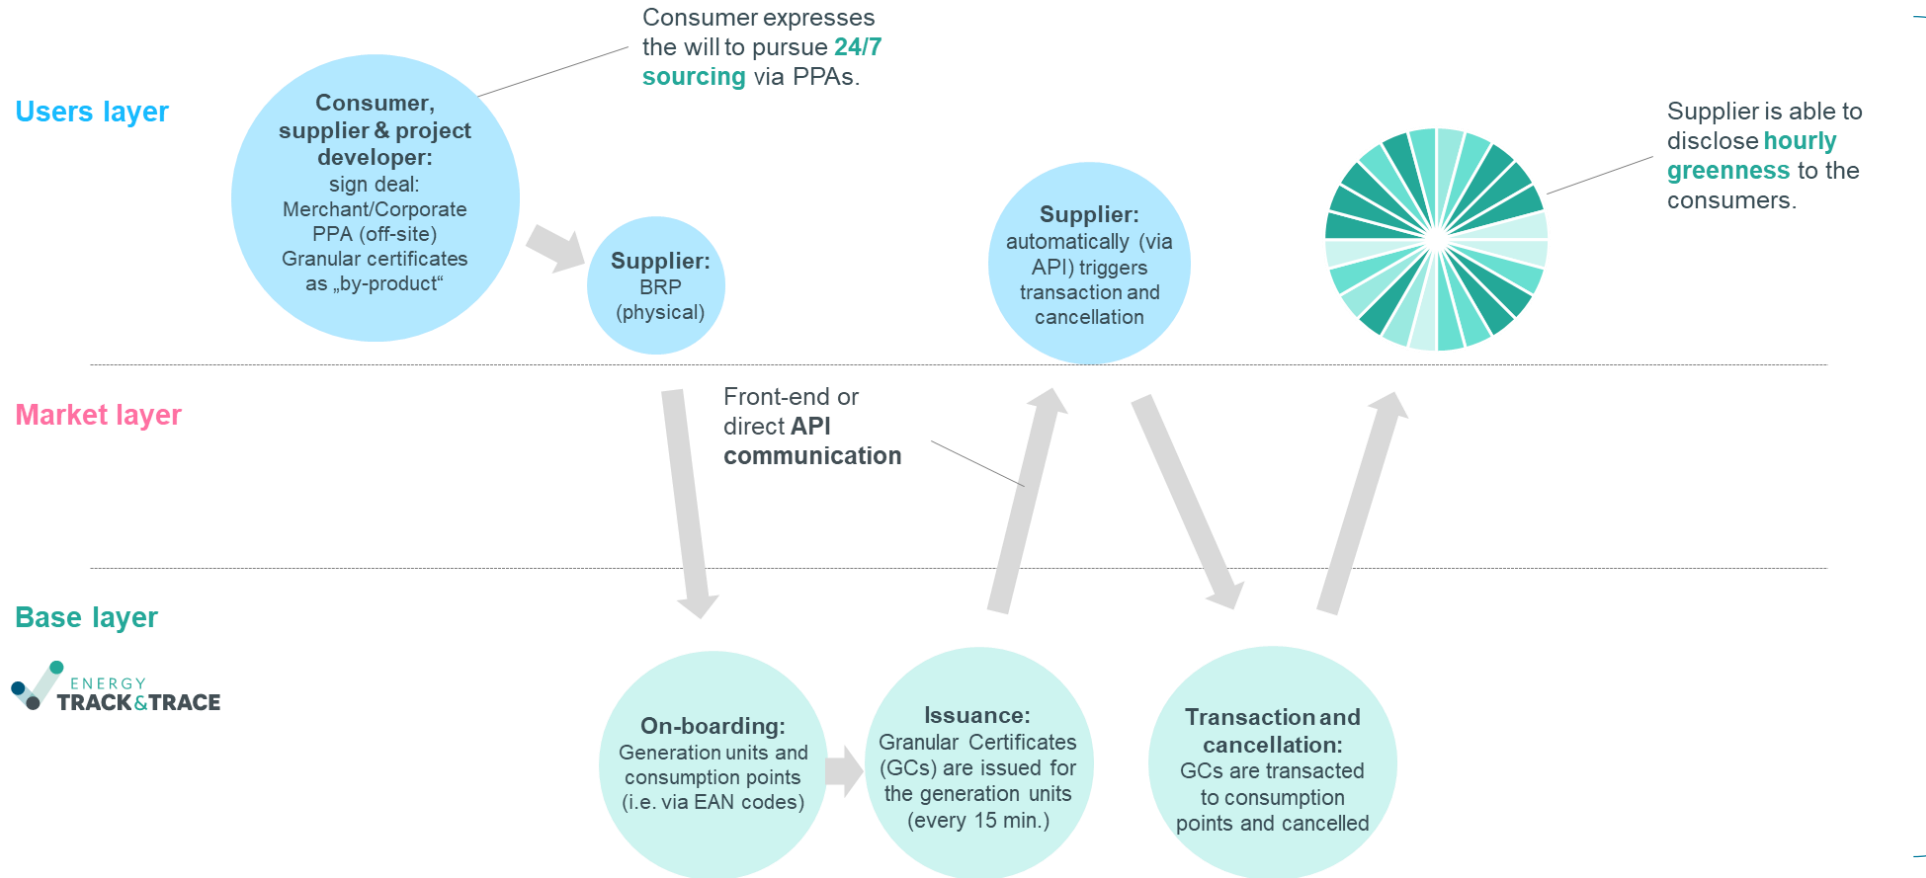 Consumer expresses
the will to pursue 24/7
sourcing via PPAs.
Users layer
Consumer,
supplier & project
developer:
sign deal:
Merchant/Corporate
PPA (off-site)
Granular certificates
as „by-product“
Supplier:
BRP
(physical)
Supplier:
automatically (via
API) triggers
transaction and
cancellation
Supplier is able to
disclose hourly
greenness to the
consumers.
Market layer
Front-end or
direct API
communication
Base layer
ENERGY
TRACK&TRACE
On-boarding:
Generation units and
consumption points
(i.e. via EAN codes)
Issuance:
Granular Certificates
(GCs) are issued for
the generation units
(every 15 min.)
Transaction and
cancellation:
GCs are transacted
to consumption
points and cancelled